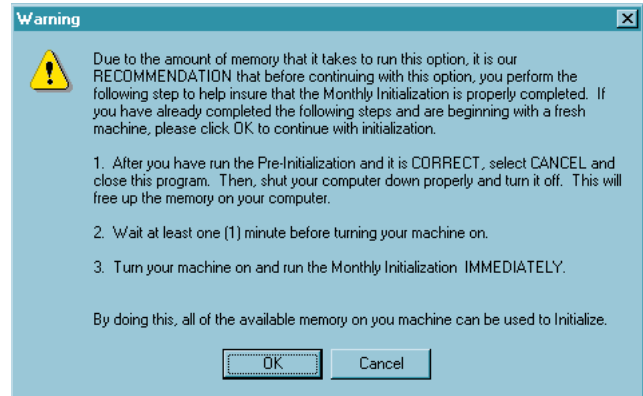 Warning
Due to the amount of memory that it takes to run this option, it is our
RECOMMENDATION that before continuing with this option, you perform the
following step to help insure that the Monthly Initialization is properly completed.  If
you have already completed the following steps and are beginning with a fresh
machine, please click OK to continue with initialization.
1.  After you have run the Pre-Initialization and it is CORRECT, select CANCEL and
close this program.  Then, shut your computer down properly and turn it off.  This will
free up the memory on your computer.
2.  Wait at least one (1) minute before turning your machine on.
3.  Turn your machine on and run the Monthly Initialization  IMMEDIATELY.
By doing this, all of the available memory on you machine can be used to Initialize.
OK
Cancel